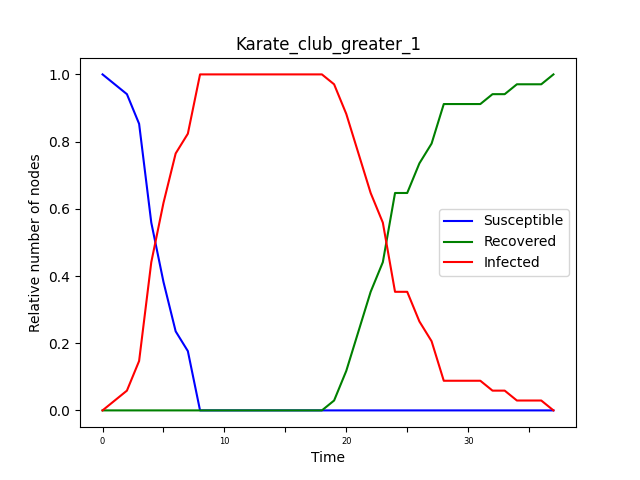 Karate_club_greater_1
Relative number of nodes
1.0
0.8
0.6
0.4
0.2
0.0
Susceptible
Recovered
Infected
0 10 20 30
Time